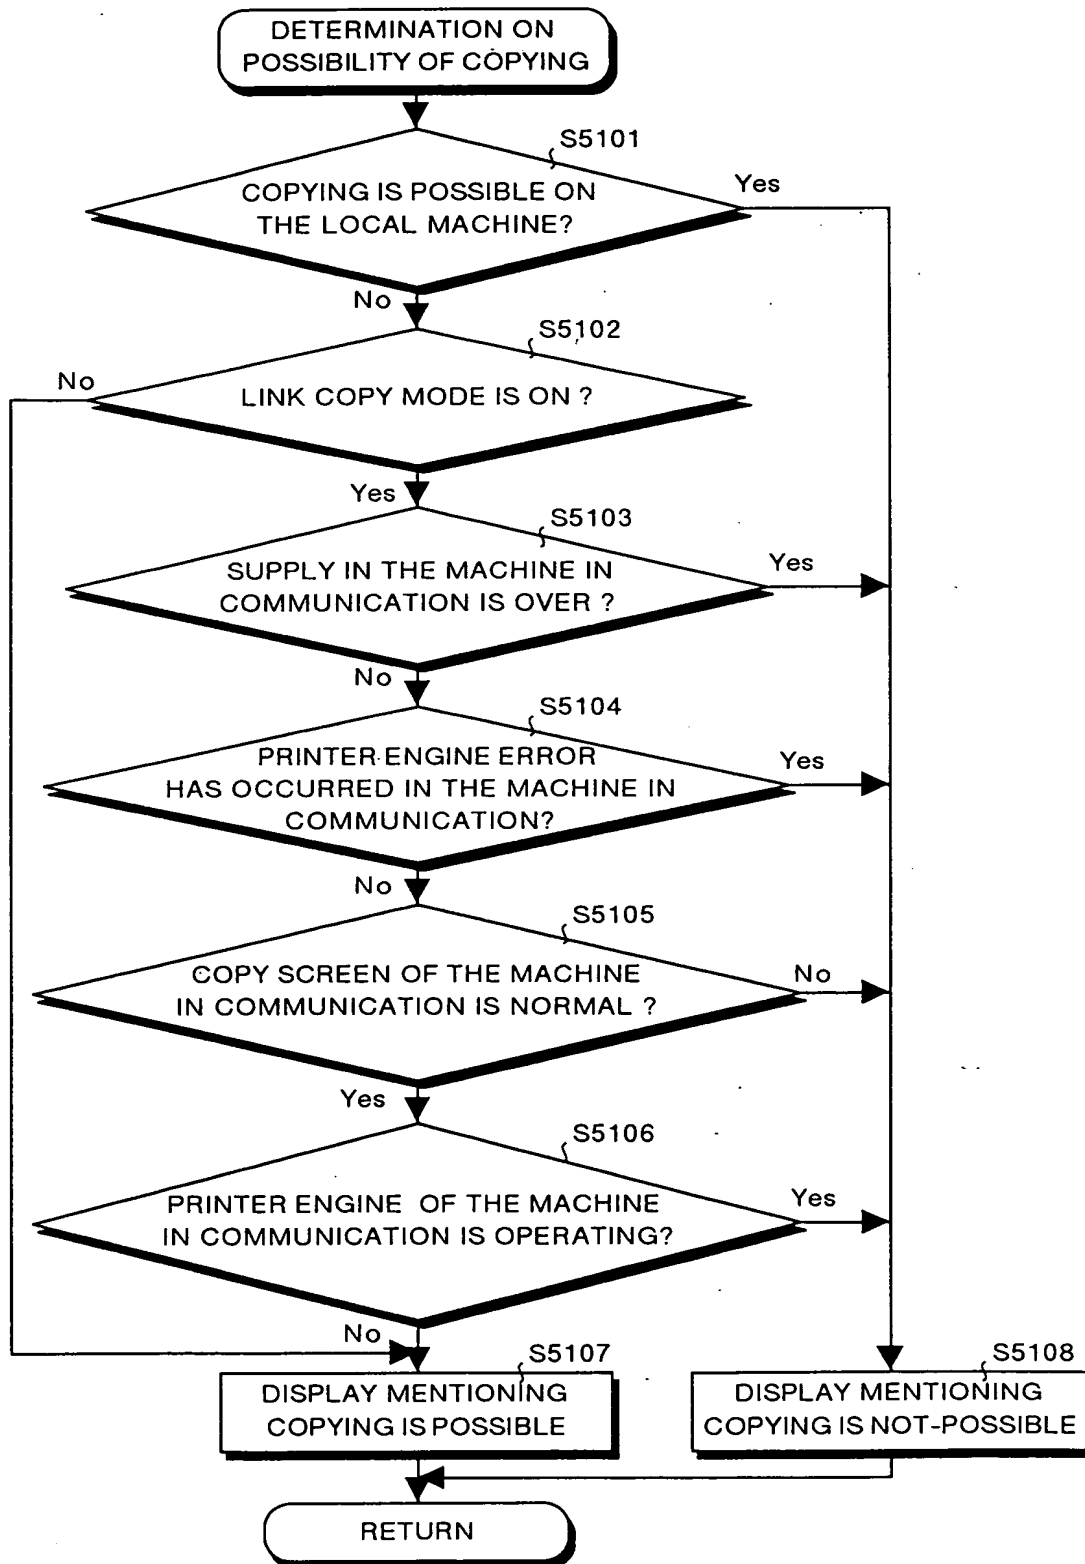 DETERMINATION ON
POSSIBILITY OF COPYING
S5101
COPYING IS POSSIBLE ON
THE LOCAL MACHINE?
Yes
No
S5102
LINK COPY MODE IS ON ?
No
Yes
S5103
SUPPLY IN THE MACHINE IN
COMMUNICATION IS OVER ?
Yes
No
S5104
PRINTER ENGINE ERROR
HAS OCCURRED IN THE MACHINE IN
COMMUNICATION?
Yes
No
S5105
COPY SCREEN OF THE MACHINE
IN COMMUNICATION IS NORMAL ?
No
Yes
S5106
PRINTER ENGINE OF THE MACHINE
IN COMMUNICATION IS OPERATING?
Yes
No
S5107
DISPLAY MENTIONING
COPYING IS POSSIBLE
S5108
DISPLAY MENTIONING
COPYING IS NOT-POSSIBLE
RETURN